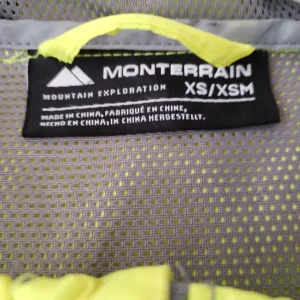 MONTERRAIN
MOUNTAIN EXPLORATION XS/XSM
MADE IN CHINA, FABRIQUÉ EN CHINE,
HECHO EN CHINA, IN CHINA HERGESTELLT.